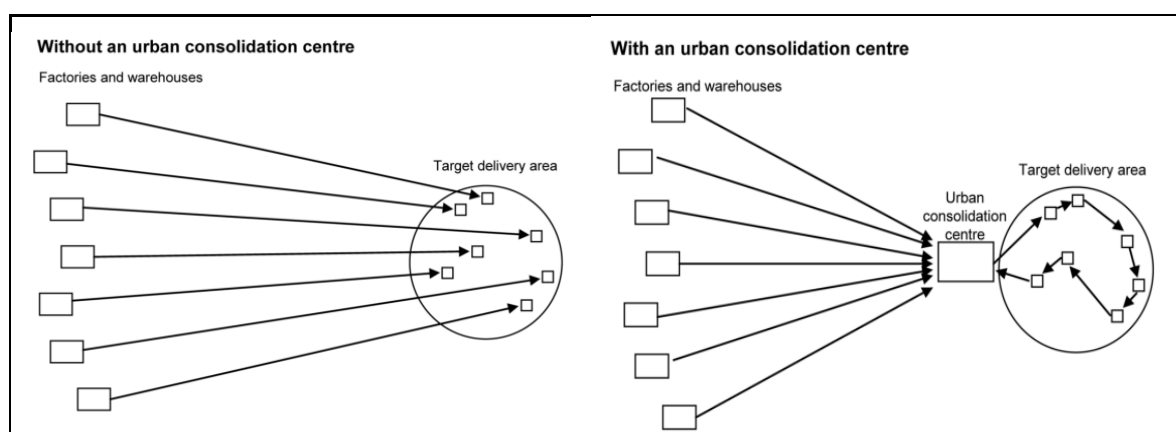 Without an urban consolidation centre
Factories and warehouses
Target delivery area
With an urban consolidation centre
Factories and warehouses
Urban
consolidation
centre
Target delivery area